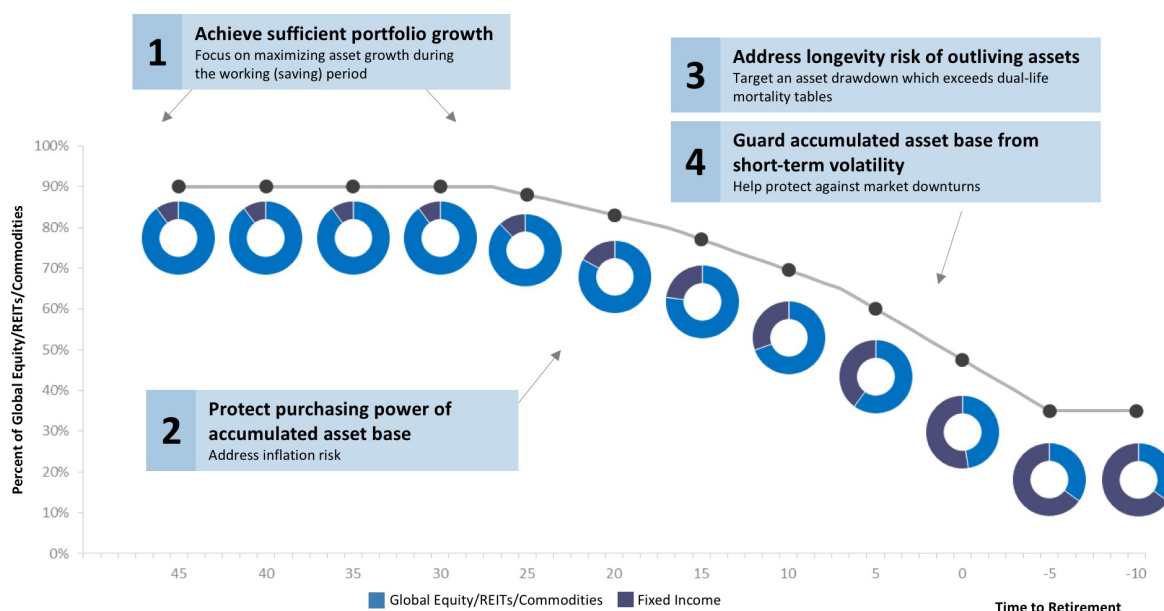 1
Achieve sufficient portfolio growth
Focus on maximizing asset growth during
the working (saving) period
3
Address longevity risk of outliving assets
Target an asset drawdown which exceeds dual-life
mortality tables
4
Guard accumulated asset base from
short-term volatility
Help protect against market downturns
2
Protect purchasing power of
accumulated asset base
Address inflation risk
Percent of Global Equity/REITs/Commodities
100%
90%
80%
70%
60%
50%
40%
30%
20%
10%
0%
45 40 35 30 25 20 15 10 5 0 -5 -10
Global Equity/REITs/Commodities Fixed Income
Time to Retirement